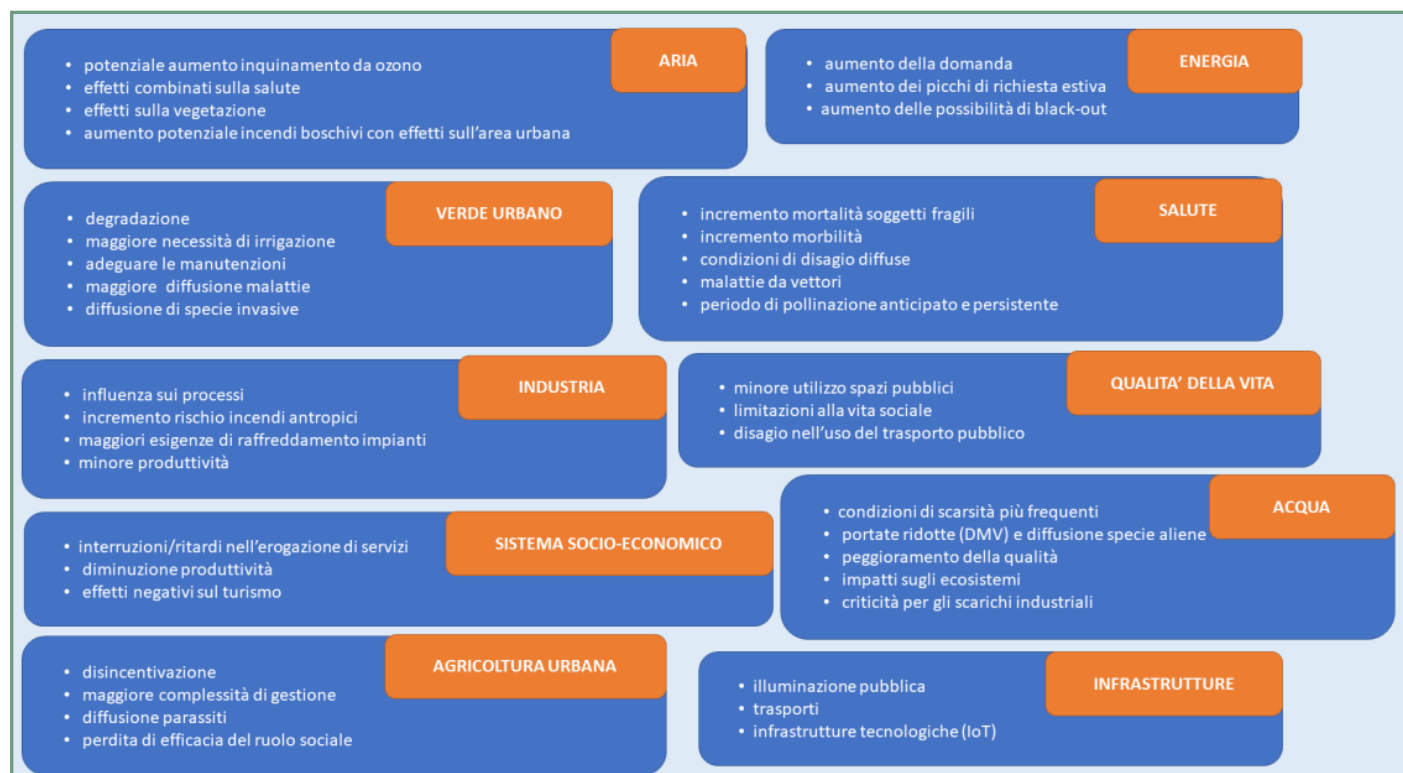 ARIA
• potenziale aumento inquinamento da ozono
• effetti combinati sulla salute
• effetti sulla vegetazione
• aumento potenziale incendi boschivi con effetti sull'area urbana
ENERGIA
• aumento della domanda
• aumento dei picchi di richiesta estiva
• aumento delle possibilità di black-out
VERDE URBANO
• degradazione
• maggiore necessità di irrigazione
• adeguare le manutenzioni
• maggiore diffusione malattie
• diffusione di specie invasive
SALUTE
• incremento mortalità soggetti fragili
• incremento morbilità
• condizioni di disagio diffuse
• malattie da vettori
• periodo di pollinazione anticipato e persistente
INDUSTRIA
• influenza sui processi
• incremento rischio incendi antropici
• maggiori esigenze di raffreddamento impianti
• minore produttività
QUALITA' DELLA VITA
• minore utilizzo spazi pubblici
• limitazioni alla vita sociale
• disagio nell'uso del trasporto pubblico
SISTEMA SOCIO-ECONOMICO
• interruzioni/ritardi nell'erogazione di servizi
• diminuzione produttività
• effetti negativi sul turismo
ACQUA
• condizioni di scarsità più frequenti
• portate ridotte (DMV) e diffusione specie aliene
• peggioramento della qualità
• impatti sugli ecosistemi
• criticità per gli scarichi industriali
AGRICOLTURA URBANA
• disincentivazione
• maggiore complessità di gestione
• diffusione parassiti
• perdita di efficacia del ruolo sociale
INFRASTRUTTURE
• illuminazione pubblica
• trasporti
• infrastrutture tecnologiche (IoT)